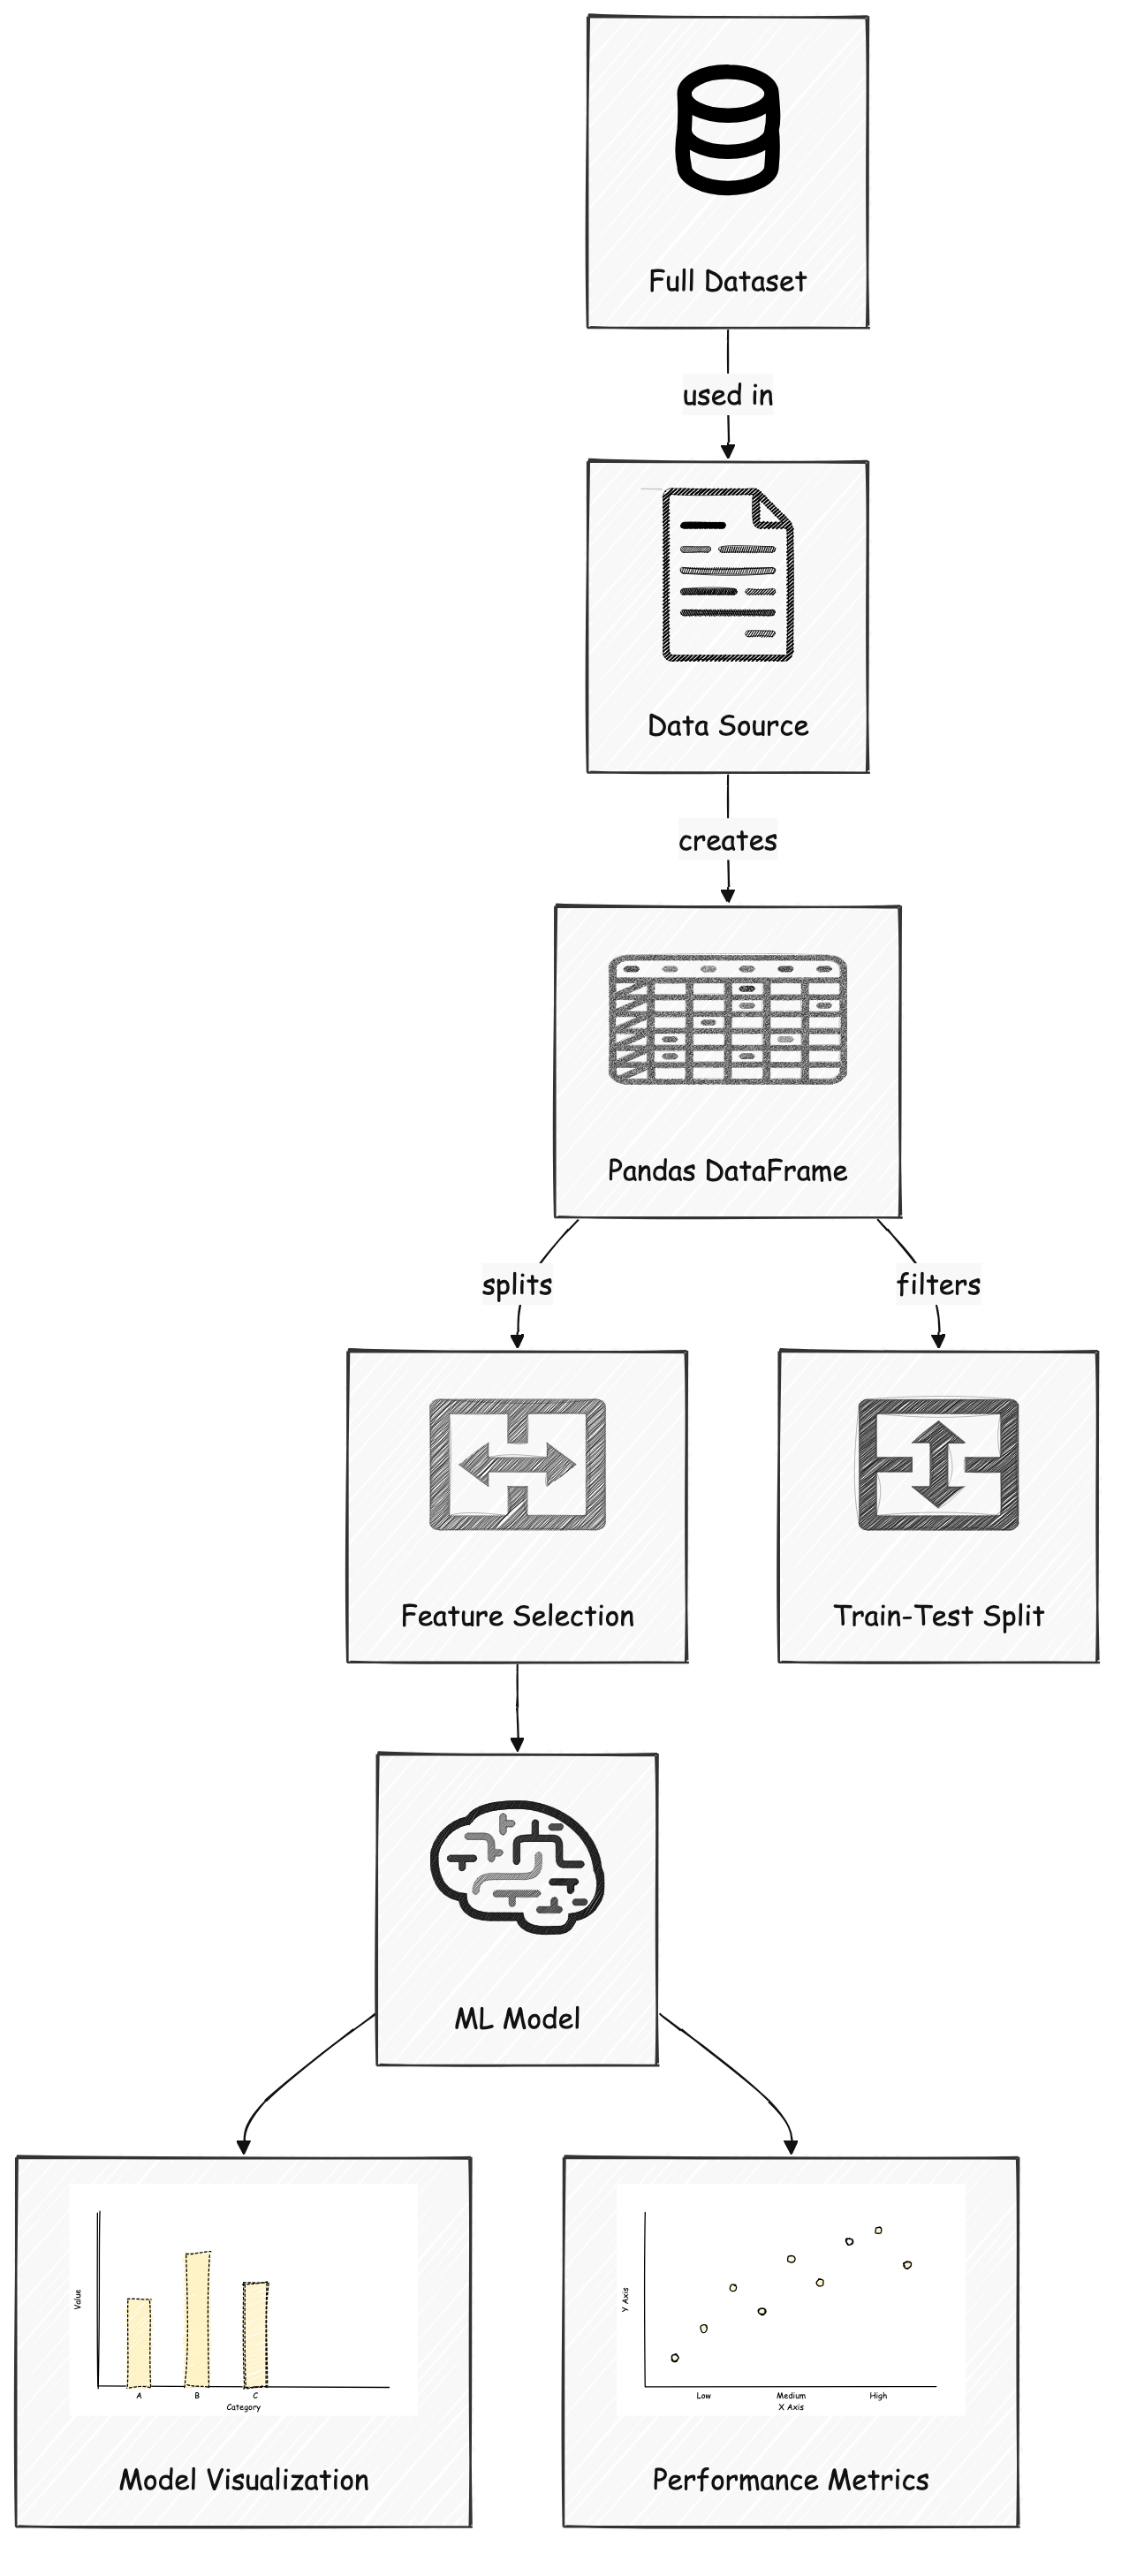 Full Dataset
used in
Data Source
creates
Pandas DataFrame
splits
filters
Feature Selection
Train-Test Split
ML Model
Value
A
B
C
Category
Model Visualization
Y Axis
Low
Medium
High
X Axis
Performance Metrics